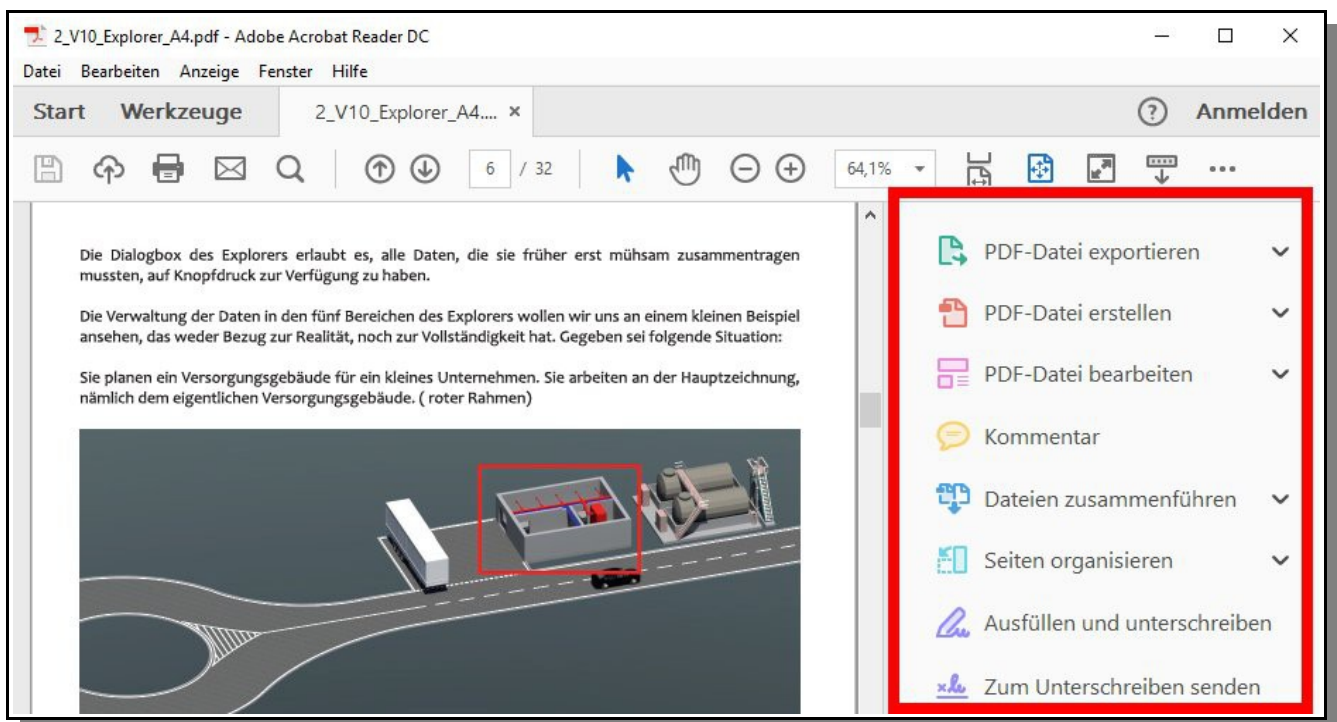 2_V10_Explorer_A4.pdf - Adobe Acrobat Reader DC
Datei Bearbeiten Anzeige Fenster Hilfe
Start Werkzeuge 2_V10_Explorer_A4.... × ? Anmelden
6 / 32 64,1% ...
Die Dialogbox des Explorers erlaubt es, alle Daten, die sie früher erst mühsam zusammentragen
mussten, auf Knopfdruck zur Verfügung zu haben.
Die Verwaltung der Daten in den fünf Bereichen des Explorers wollen wir uns an einem kleinen Beispiel
ansehen, das weder Bezug zur Realität, noch zur Vollständigkeit hat. Gegeben sei folgende Situation:
Sie planen ein Versorgungsgebäude für ein kleines Unternehmen. Sie arbeiten an der Hauptzeichnung,
nämlich dem eigentlichen Versorgungsgebäude. ( roter Rahmen)
PDF-Datei exportieren
PDF-Datei erstellen
PDF-Datei bearbeiten
Kommentar
Dateien zusammenführen
Seiten organisieren
Ausfüllen und unterschreiben
Zum Unterschreiben senden